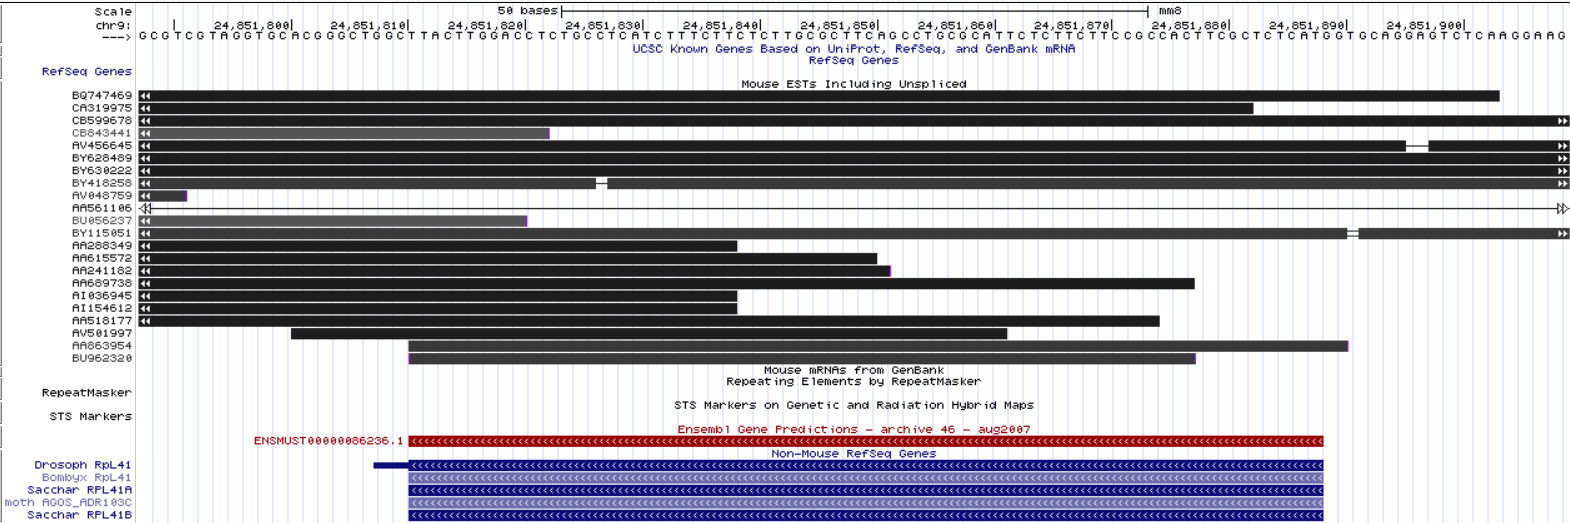 Scale 50 bases mm8
chr9: 24,851,800 24,851,810 24,851,820 24,851,830 24,851,840 24,851,850 24,851,860 24,851,870 24,851,880 24,851,890 24,851,900
--->
UCSC Known Genes Based on UniProt, RefSeq, and GenBank mRNA
RefSeq Genes
RefSeq Genes
Mouse ESTs Including Unspliced
BQ747469
CA319975
CB599678
CB843441
AV456645
BY628489
BY630222
BY418258
AV048759
AA561106
BU056237
BY115051
AA288349
AA615572
AA241182
AA689738
AI036945
AI154612
AA518177
AV501997
AA863954
BU962320
Mouse mRNAs from GenBank
Repeating Elements by RepeatMasker
RepeatMasker
STS Markers on Genetic and Radiation Hybrid Maps
STS Markers
Ensembl Gene Predictions - archive 46 - aug2007
ENSMUST00000086236.1
Non-Mouse RefSeq Genes
Drosoph RpL41
Bombyx RpL41
Sacchar RPL41A
moth AGOS_ADR103C
Sacchar RPL41B